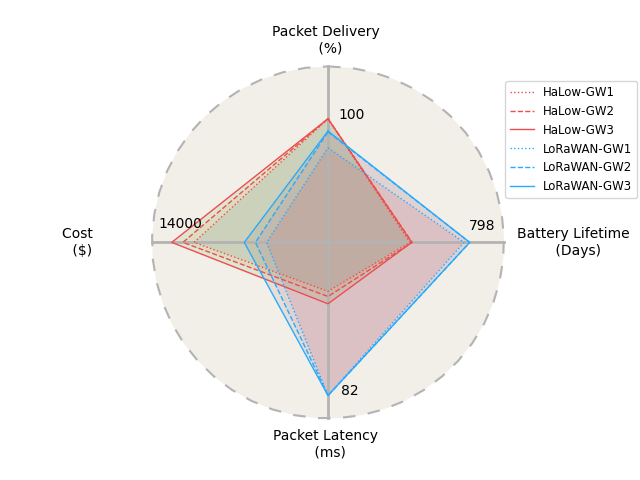 Packet Delivery
(%)
HaLow-GW1
HaLow-GW2
HaLow-GW3
LoRaWAN-GW1
LoRaWAN-GW2
LoRaWAN-GW3
100
14000
798
Cost
($)
Battery Lifetime
(Days)
82
Packet Latency
(ms)